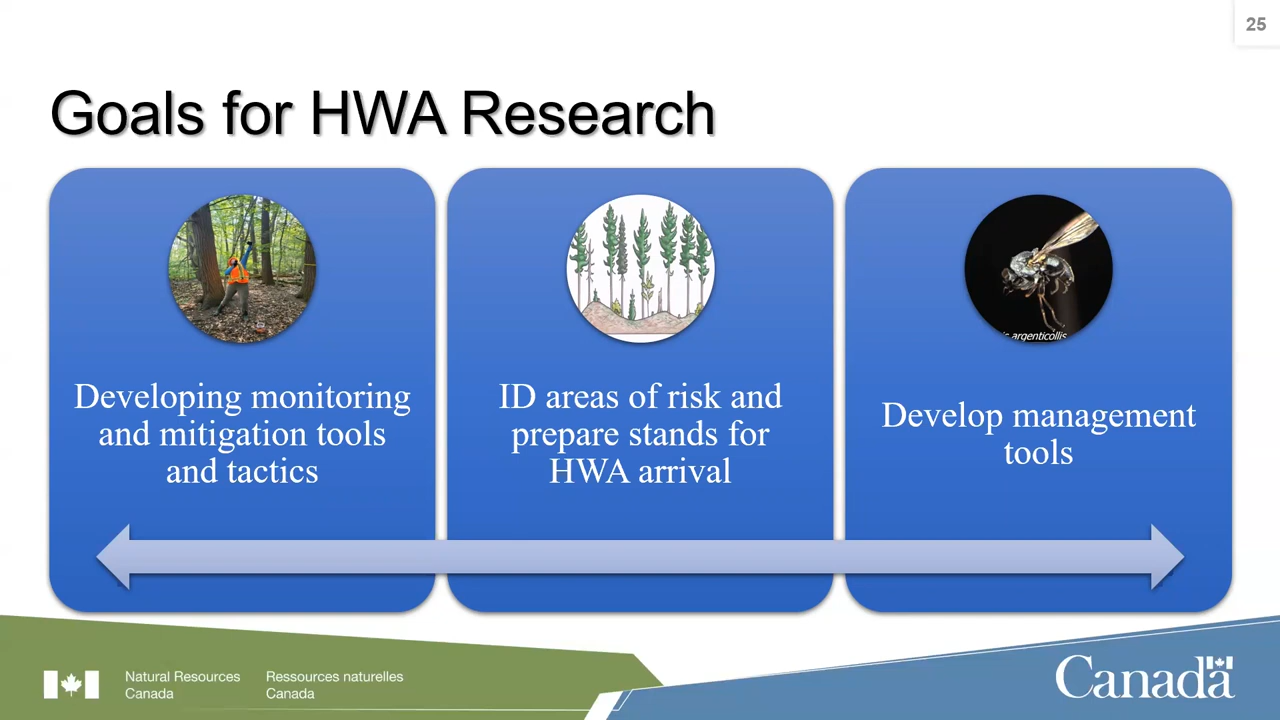 25
Goals for HWA Research
Developing monitoring
and mitigation tools
and tactics
ID areas of risk and
prepare stands for
HWA arrival
argenticollis
Develop management
tools
Natural Resources
Canada
Ressources naturelles
Canada
Canada